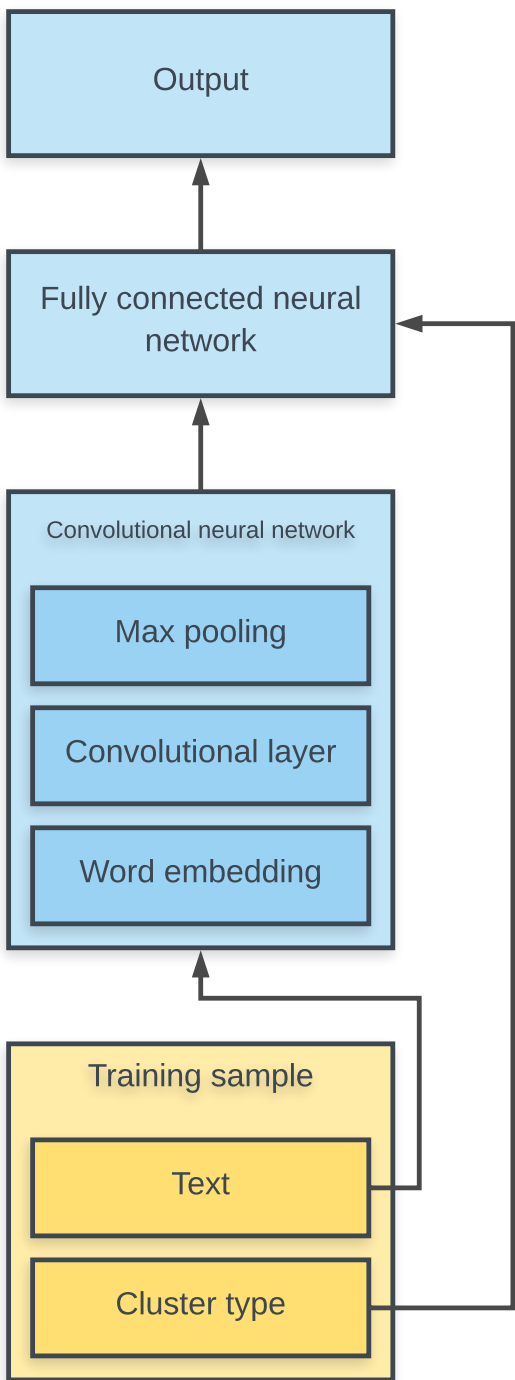 Output
Fully connected neural
network
Convolutional neural network
Max pooling
Convolutional layer
Word embedding
Training sample
Text
Cluster type